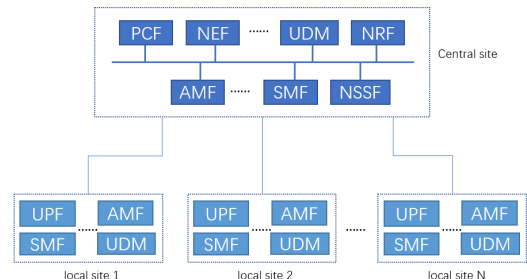 PCF NEF ...... UDM NRF
Central site
AMF ...... SMF NSSF
UPF AMF UPF AMF UPF AMF
...... ...... ...... ......
SMF UDM SMF UDM SMF UDM
local site 1 local site 2 local site N